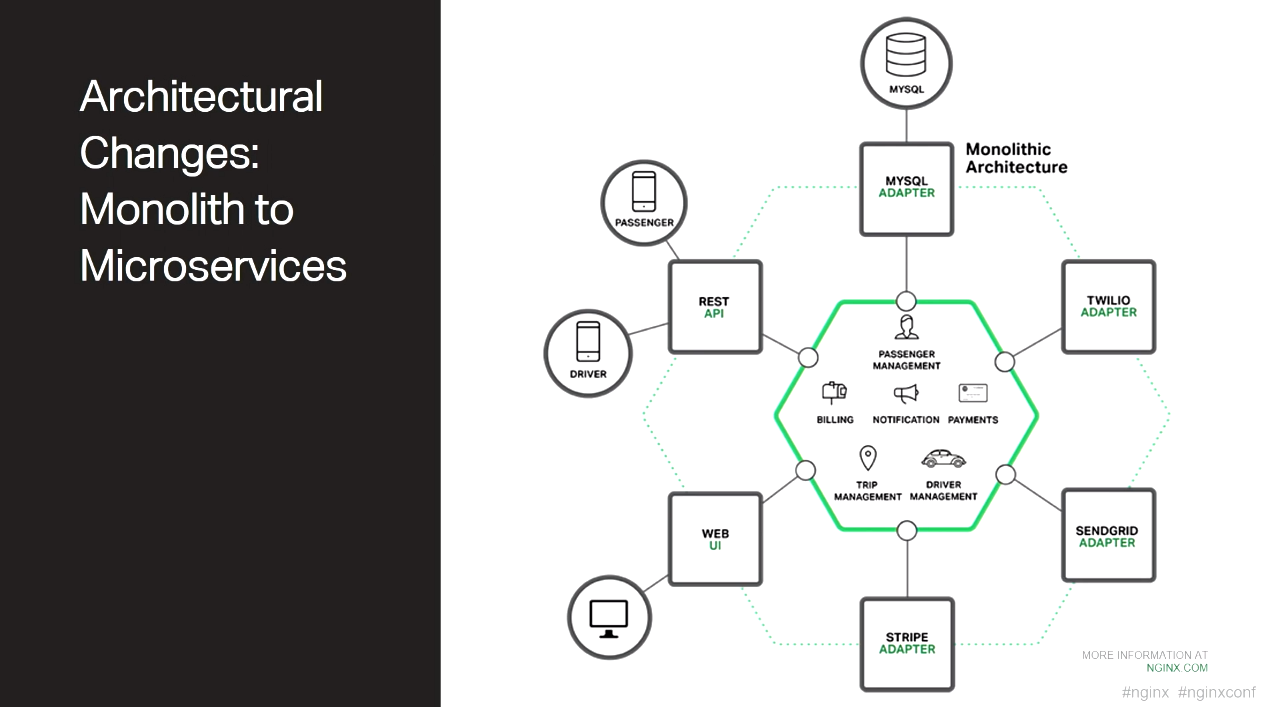 Architectural
Changes:
Monolith to
Microservices
MYSQL
Monolithic
Architecture
MYSQL
ADAPTER
PASSENGER
REST
API
TWILIO
ADAPTER
DRIVER
PASSENGER
MANAGEMENT
BILLING NOTIFICATION PAYMENTS
TRIP
MANAGEMENT
DRIVER
MANAGEMENT
WEB
UI
SENDGRID
ADAPTER
STRIPE
ADAPTER
MORE INFORMATION AT
NGINX.COM
#nginx #nginxconf